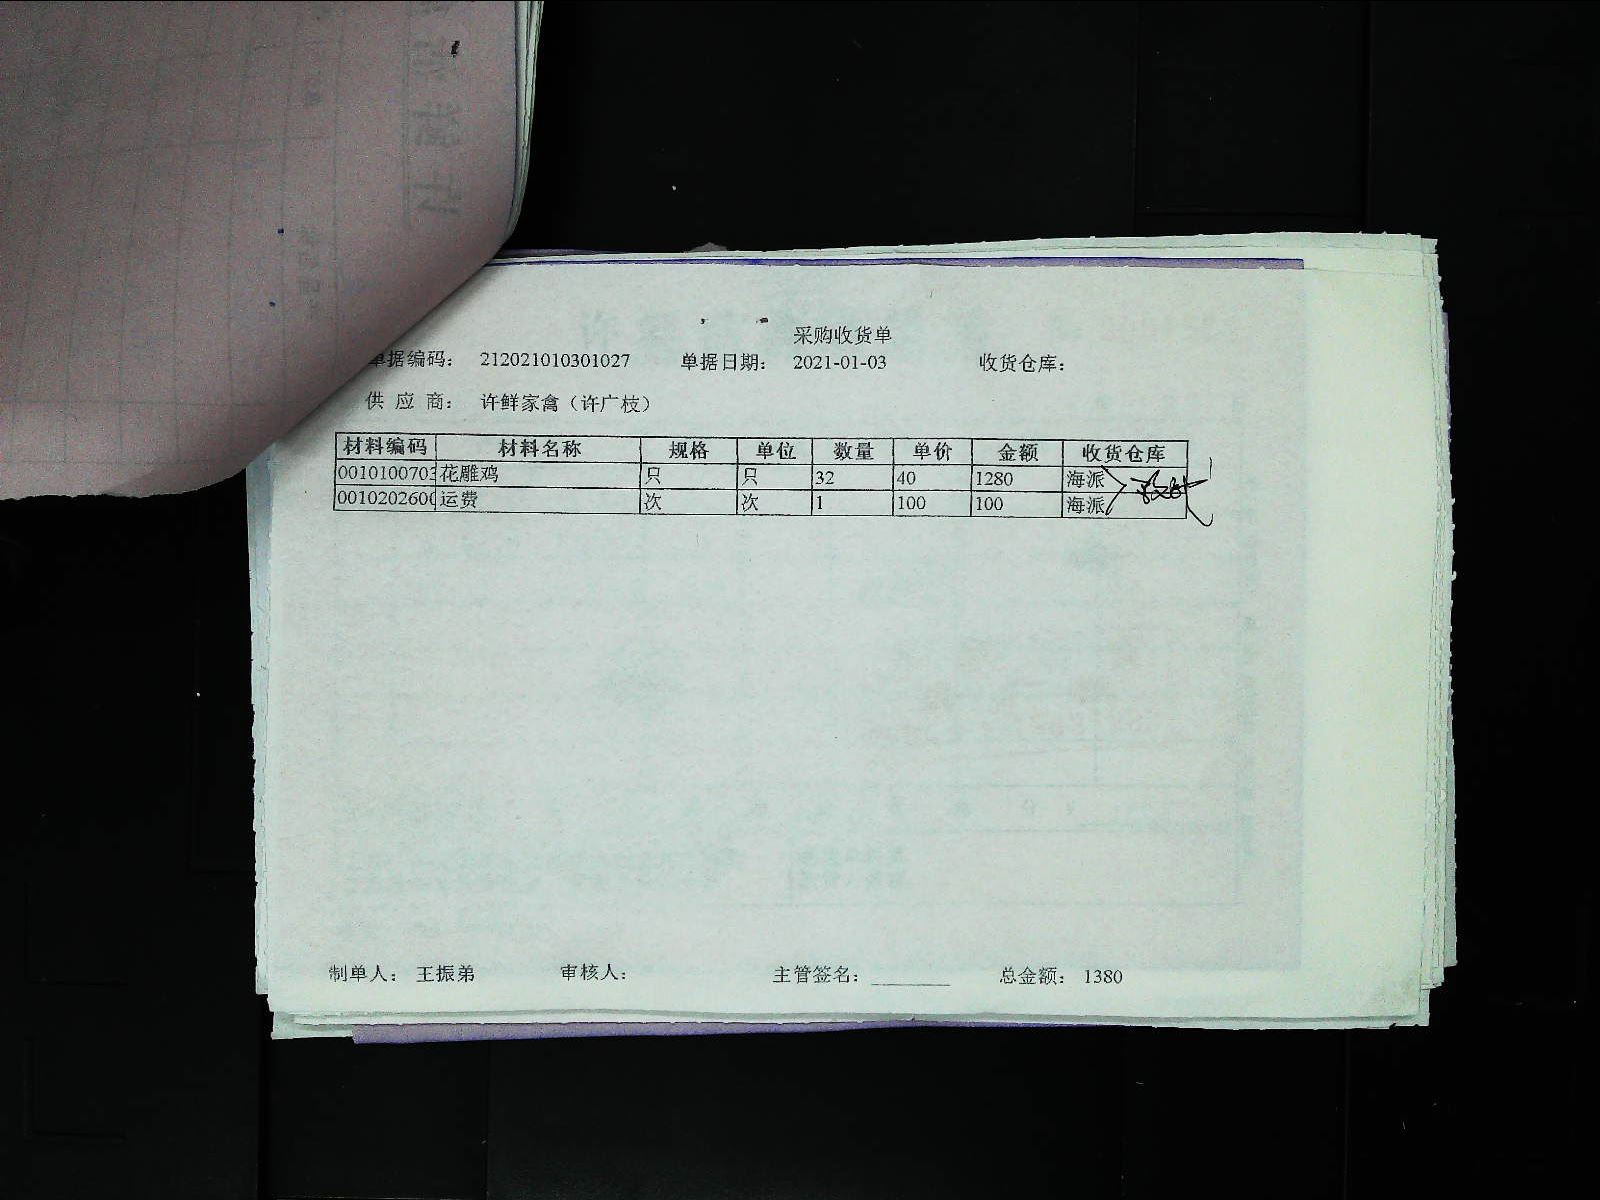 采购收货单
单据编码： 212021010301027 单据日期： 2021-01-03 收货仓库：
供 应 商： 许鲜家禽（许广枝）
材料编码 材料名称 规格 单位 数量 单价 金额 收货仓库
001010070 花雕鸡 只 只 32 40 1280 海派
001020260 运费 次 次 1 100 100 海派
制单人： 王振弟 审核人： 主管签名： 总金额： 1380